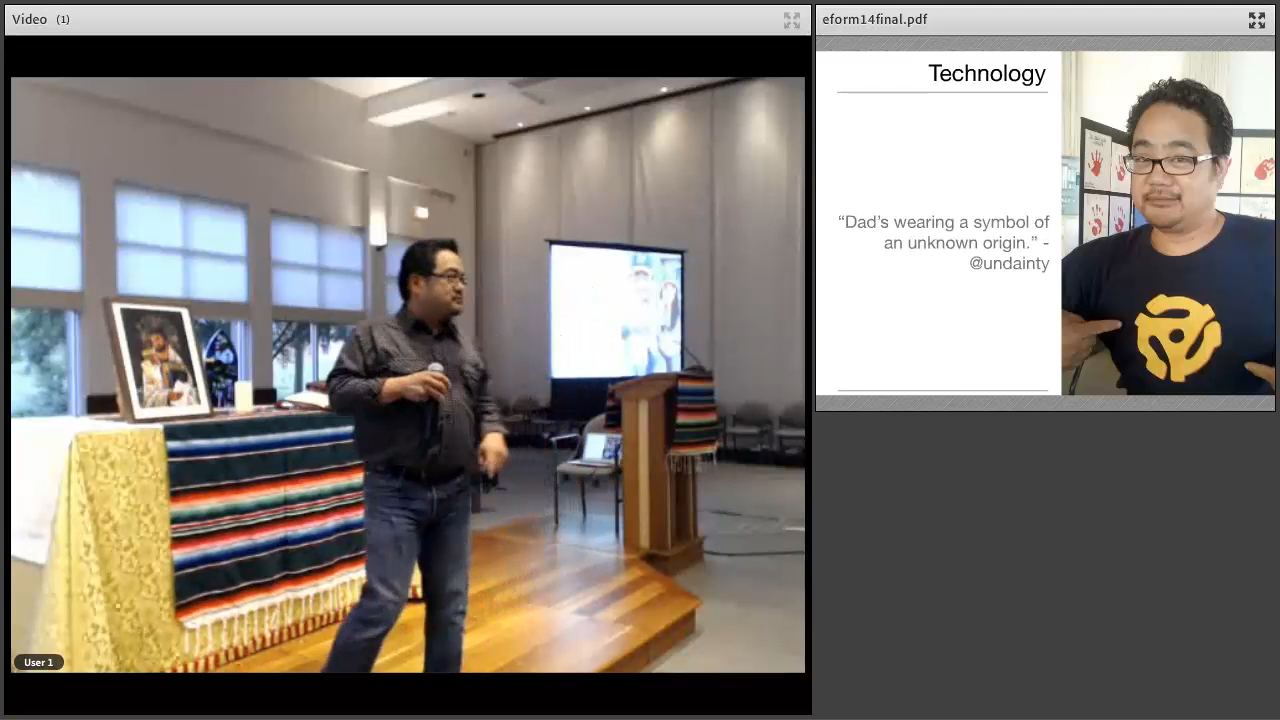 Video (1)
eform14final.pdf
Technology
“Dad’s wearing a symbol of
an unknown origin.” -
@undainty
User 1